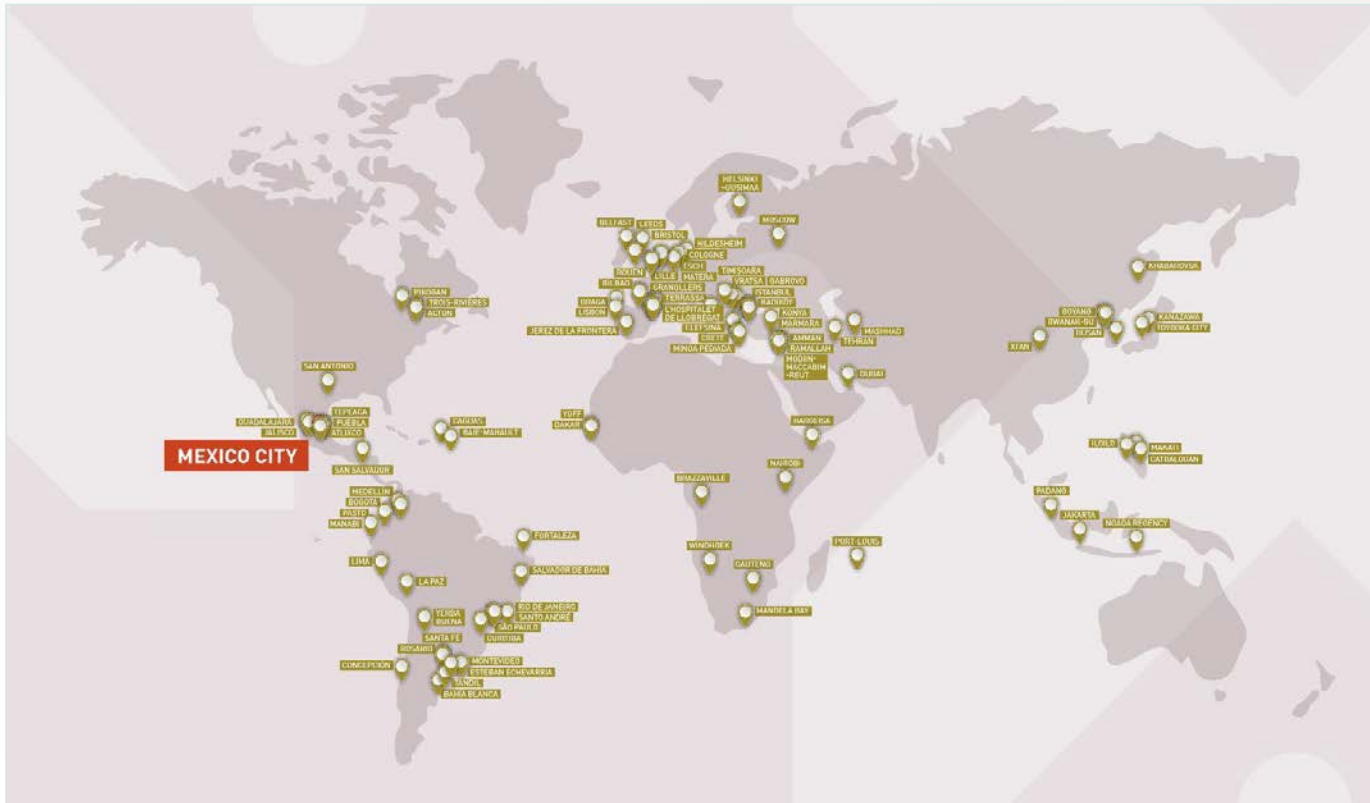 HELSINKI
-UUSIMAA
MOSCOW
BELFAST
LEEDS
BRISTOL
HILDESHEIM
COLOGNE
ESCH
ROUEN
LILLE
MATERA
TIMISOARA
VRATSA
GABROVO
BILBAO
GRANOLLERS
ISTANBUL
KADIKÖY
TERRASSA
BRAGA
LISBON
L'HOSPITALET
DE LLOBREGAT
KONYA
MARMARA
JEREZ DE LA FRONTERA
ELEFSINA
CRETE
MINOA PEDIADA
AMMAN
RAMALLAH
MODIIN-
MACCABIM
-REUT
MASHHAD
TEHRAN
DUBAI
KHABAROVSK
GOYANG
GWANAK-GU
BUSAN
KANAZAWA
TOYOOKA CITY
XI'AN
TROIS-RIVIÈRES
ACTON
SAN ANTONIO
TEPEACA
GUADALAJARA
PUEBLA
JALISCO
ATLIXCO
MEXICO CITY
SAN SALVADOR
CAGUAS
BAIE-MAHAULT
YOFF
DAKAR
HARGEISA
NAIROBI
BRAZZAVILLE
ILOILO
MAKATI
CATBALOGAN
MEDELLIN
BOGOTA
PASTO
MANABI
PADANG
JAKARTA
NGADA REGENCY
FORTALEZA
LIMA
LA PAZ
SALVADOR DE BAHIA
WINDHOEK
GAUTENG
PORT-LOUIS
MANDELA BAY
YERBA
BUENA
RIO DE JANEIRO
SANTO ANDRÉ
SÃO PAULO
CURITIBA
SANTA FE
ROSARIO
CONCEPCIÓN
MONTEVIDEO
ESTEBAN ECHEVARRIA
TANDIL
BAHIA BLANCA